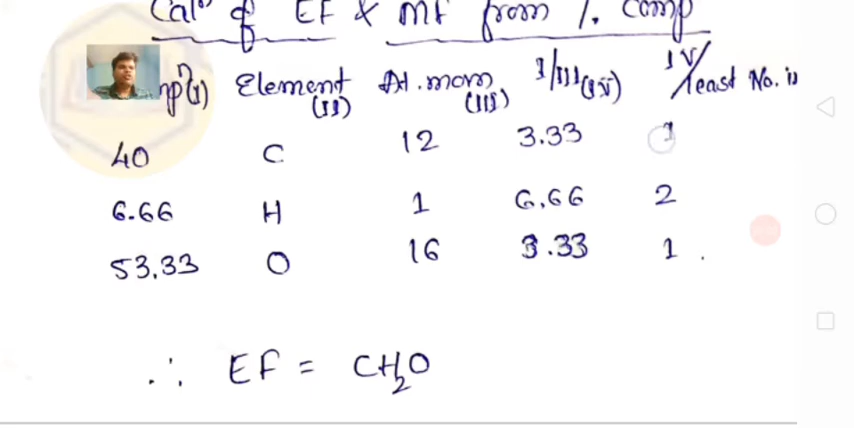 Calⁿ of EF & MF from %. Comp
Element At. mass I/III(IV) IV/least No. in
(II) (III)
40 C 12 3.33 1
6.66 H 1 6.66 2
53.33 O 16 3.33 1 .
∴ EF = CH₂O